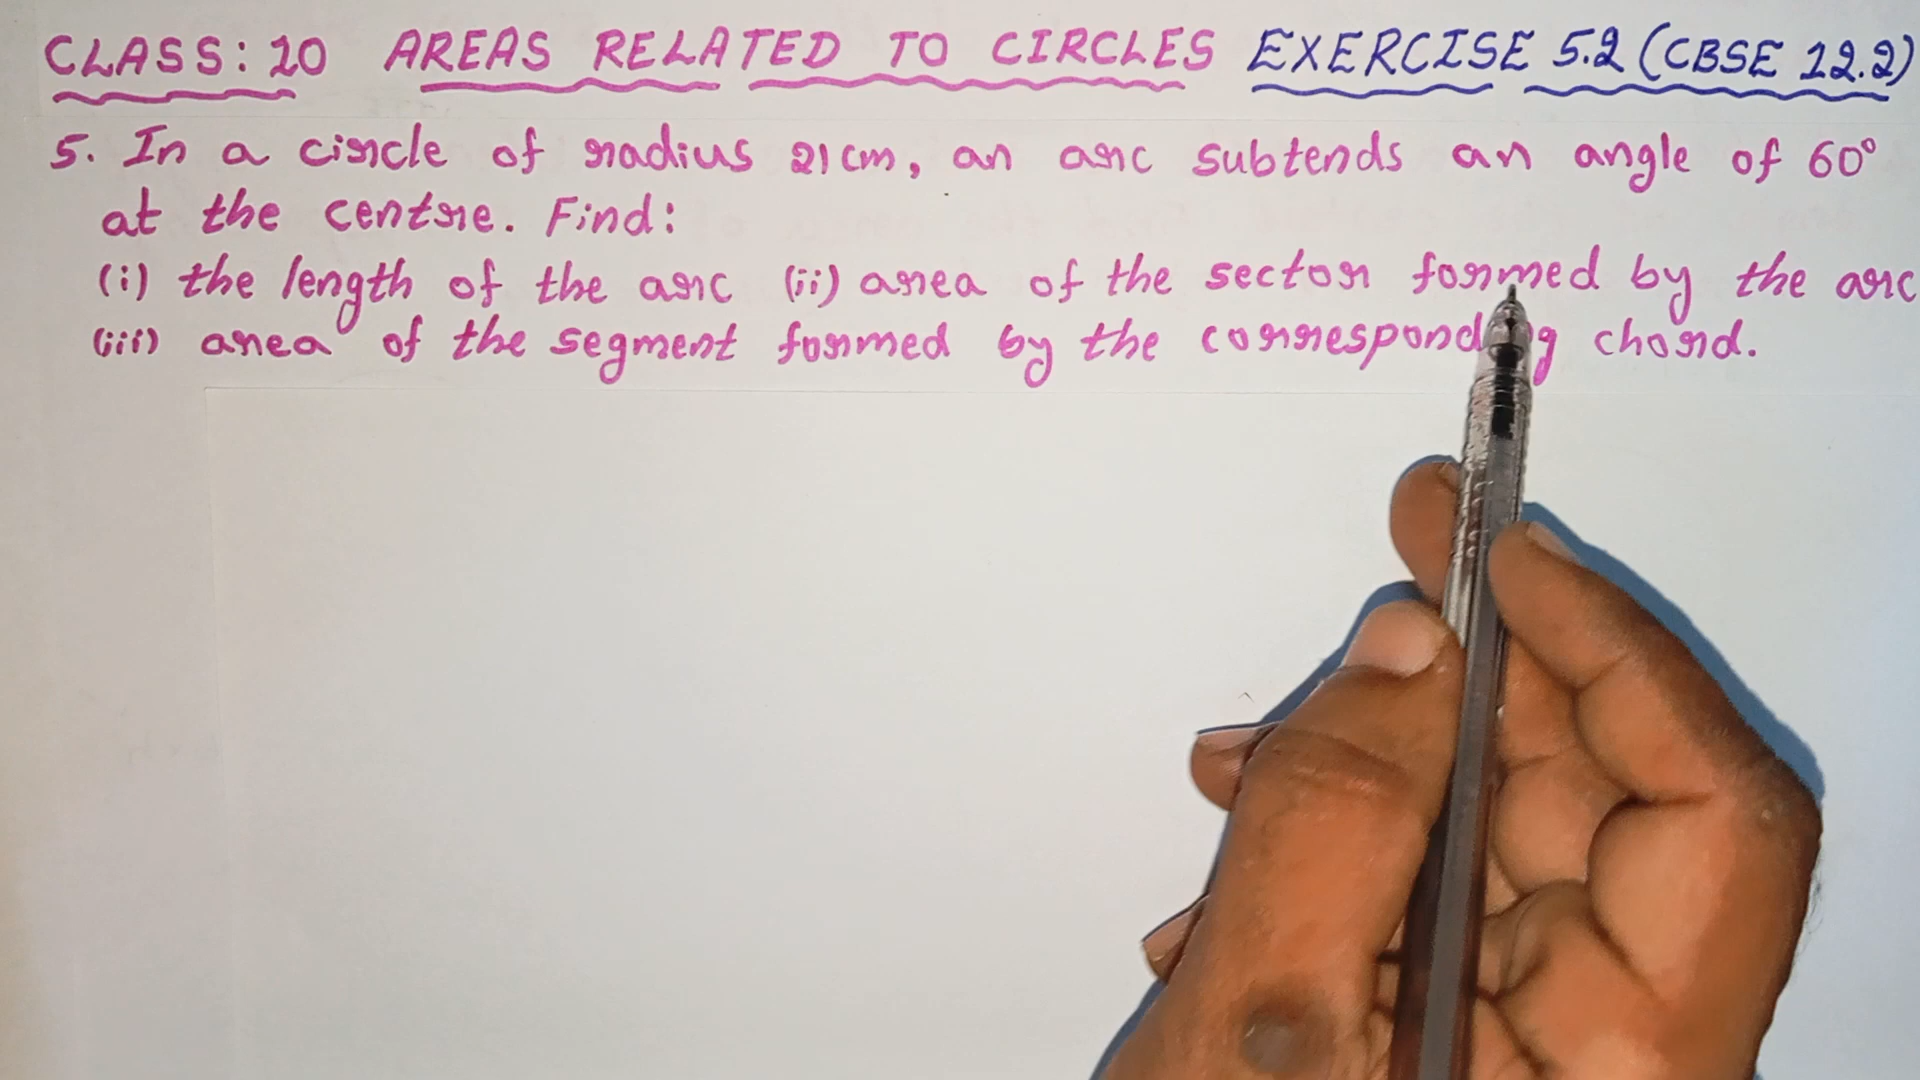 CLASS: 10 AREAS RELATED TO CIRCLES EXERCISE 5.2 (CBSE 12.2)
5. In a circle of radius 21 cm, an arc subtends an angle of 60°
at the centre. Find:
(i) the length of the arc (ii) area of the sector formed by the arc
(iii) area of the segment formed by the corresponding chord.